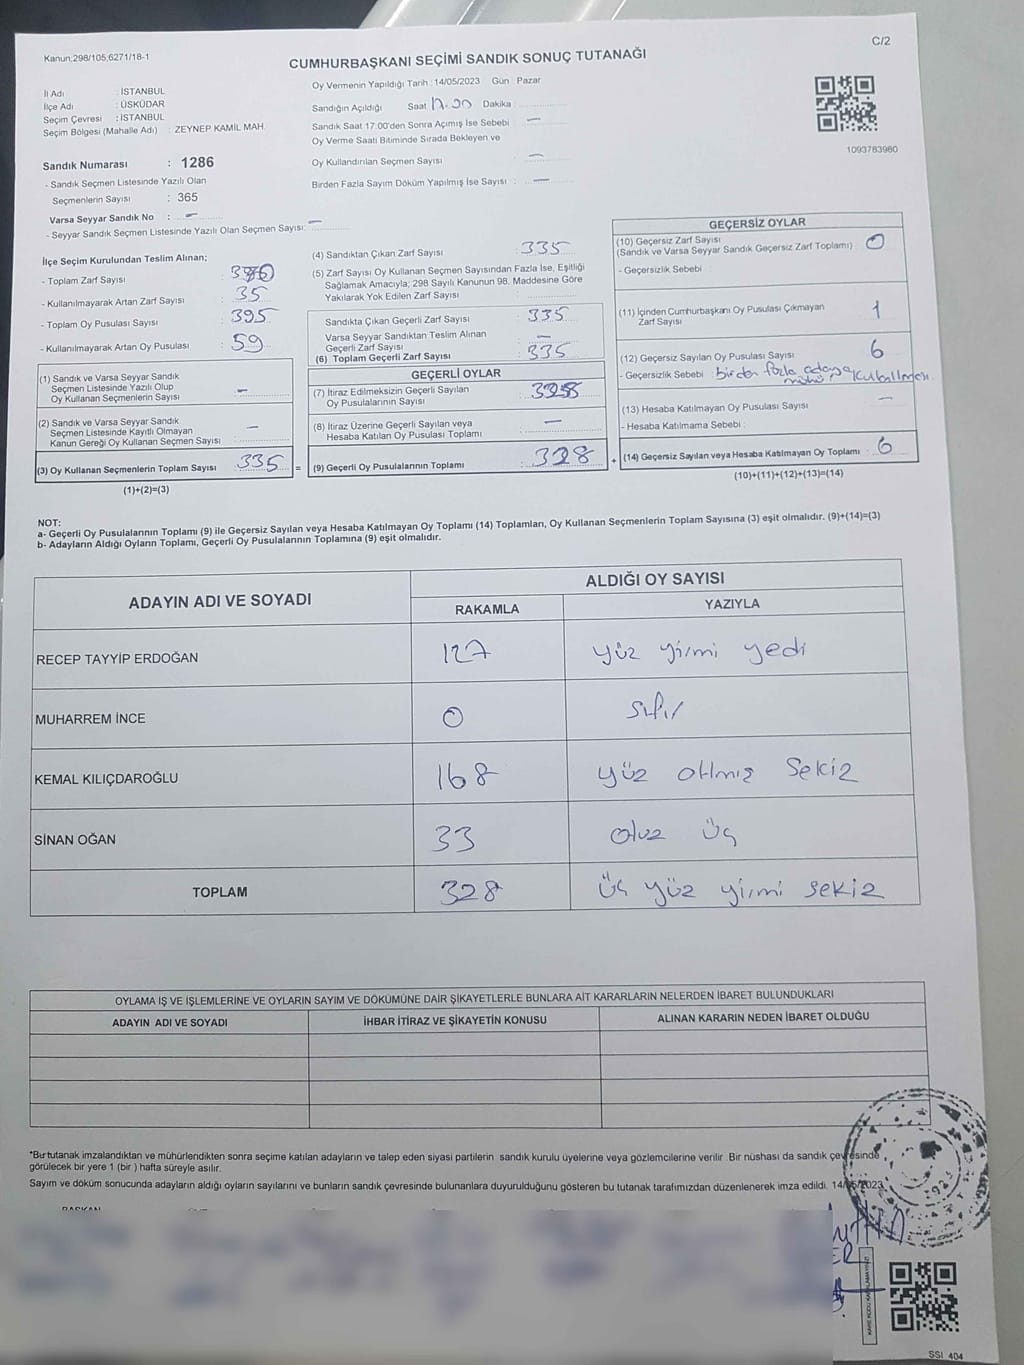 Kanun;298/105,6271/18-1
C/2
CUMHURBAŞKANI SEÇİMİ SANDIK SONUÇ TUTANAĞI
İl Adı : İSTANBUL
İlçe Adı : ÜSKÜDAR
Seçim Çevresi : İSTANBUL
Seçim Bölgesi (Mahalle Adı) : ZEYNEP KAMİL MAH.
Sandık Numarası : 1286
- Sandık Seçmen Listesinde Yazılı Olan
Seçmenlerin Sayısı : 365
Varsa Seyyar Sandık No : -
- Seyyar Sandık Seçmen Listesinde Yazılı Olan Seçmen Sayısı: -
Oy Vermenin Yapıldığı Tarih : 14/05/2023 Gün : Pazar
Sandığın Açıldığı Saat 17.00 Dakika :
Sandık Saat 17:00'den Sonra Açımış İse Sebebi : -
Oy Verme Saati Bitiminde Sırada Bekleyen ve
Oy Kullandırılan Seçmen Sayısı : -
Birden Fazla Sayım Döküm Yapılmış İse Sayısı : -
1093783980
İlçe Seçim Kurulundan Teslim Alınan;
- Toplam Zarf Sayısı :
- Kullanılmayarak Artan Zarf Sayısı : 35
- Toplam Oy Pusulası Sayısı : 395
- Kullanılmayarak Artan Oy Pusulası : 59
(1) Sandık ve Varsa Seyyar Sandık
Seçmen Listesinde Yazılı Olup
Oy Kullanan Seçmenlerin Sayısı : -
(2) Sandık ve Varsa Seyyar Sandık
Seçmen Listesinde Kayıtlı Olmayan
Kanun Gereği Oy Kullanan Seçmen Sayısı : -
(3) Oy Kullanan Seçmenlerin Toplam Sayısı : 335
(1)+(2)=(3)
(4) Sandıktan Çıkan Zarf Sayısı : 335
(5) Zarf Sayısı Oy Kullanan Seçmen Sayısından Fazla İse, Eşitliği
Sağlamak Amacıyla; 298 Sayılı Kanunun 98. Maddesine Göre
Yakılarak Yok Edilen Zarf Sayısı :
Sandıkta Çıkan Geçerli Zarf Sayısı : 335
Varsa Seyyar Sandıktan Teslim Alınan
Geçerli Zarf Sayısı : -
(6) Toplam Geçerli Zarf Sayısı : 335
GEÇERLİ OYLAR
(7) İtiraz Edilmeksizin Geçerli Sayılan
Oy Pusulalarının Sayısı : 328
(8) İtiraz Üzerine Geçerli Sayılan veya
Hesaba Katılan Oy Pusulası Toplamı : -
= (9) Geçerli Oy Pusulalarının Toplamı : 328
GEÇERSİZ OYLAR
(10) Geçersiz Zarf Sayısı
(Sandık ve Varsa Seyyar Sandık Geçersiz Zarf Toplamı) : 0
- Geçersizlik Sebebi :
(11) İçinden Cumhurbaşkanı Oy Pusulası Çıkmayan
Zarf Sayısı : 1
(12) Geçersiz Sayılan Oy Pusulası Sayısı : 6
- Geçersizlik Sebebi : birden fazla adaya
mühür kullanılması
(13) Hesaba Katılmayan Oy Pusulası Sayısı : -
- Hesaba Katılmama Sebebi :
+ (14) Geçersiz Sayılan veya Hesaba Katılmayan Oy Toplamı : 6
(10)+(11)+(12)+(13)=(14)
NOT:
a- Geçerli Oy Pusulalarının Toplamı (9) ile Geçersiz Sayılan veya Hesaba Katılmayan Oy Toplamı (14) Toplamları, Oy Kullanan Seçmenlerin Toplam Sayısına (3) eşit olmalıdır. (9)+(14)=(3)
b- Adayların Aldığı Oyların Toplamı, Geçerli Oy Pusulalarının Toplamına (9) eşit olmalıdır.
ADAYIN ADI VE SOYADI
ALDIĞI OY SAYISI
RAKAMLA YAZIYLA
RECEP TAYYİP ERDOĞAN 127 yüz yirmi yedi
MUHARREM İNCE 0 sıfır
KEMAL KILIÇDAROĞLU 168 yüz altmış sekiz
SİNAN OĞAN 33 otuz üç
TOPLAM 328 üç yüz yirmi sekiz
OYLAMA İŞ VE İŞLEMLERİNE VE OYLARIN SAYIM VE DÖKÜMÜNE DAİR ŞİKAYETLERLE BUNLARA AİT KARARLARIN NELERDEN İBARET BULUNDUKLARI
ADAYIN ADI VE SOYADI İHBAR İTİRAZ VE ŞİKAYETİN KONUSU ALINAN KARARIN NEDEN İBARET OLDUĞU
*Bu tutanak imzalandıktan ve mühürlendikten sonra seçime katılan adayların ve talep eden siyasi partilerin sandık kurulu üyelerine veya gözlemcilerine verilir. Bir nüshası da sandık çevresinde
görülecek bir yere 1 (bir ) hafta süreyle asılır.
Sayım ve döküm sonucunda adayların aldığı oyların sayılarını ve bunların sandık çevresinde bulunanlara duyurulduğunu gösteren bu tutanak tarafımızdan düzenlenerek imza edildi. 14/05/2023
BAŞKAN
SSI 404